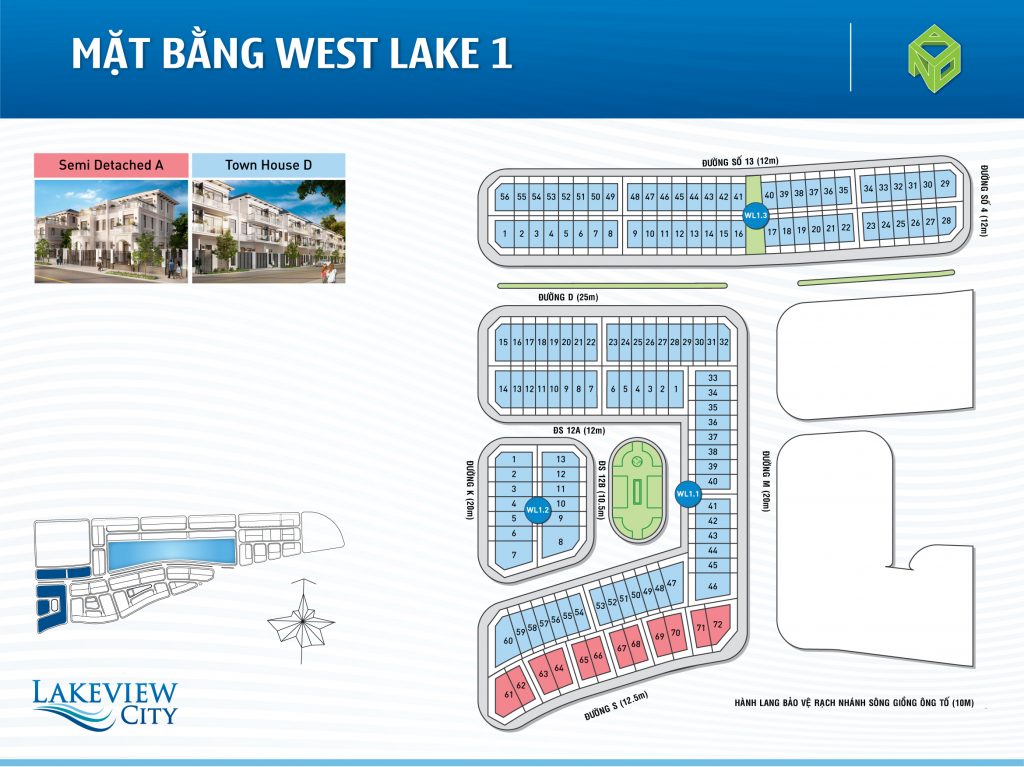 MẶT BẰNG WEST LAKE 1
AND
Semi Detached A
Town House D
ĐƯỜNG SỐ 13 (12m)
ĐƯỜNG SỐ 4 (12m)
56 55 54 53 52 51 50 49 48 47 46 45 44 43 42 41 40 39 38 37 36 35 34 33 32 31 30 29
WL1.3
1 2 3 4 5 6 7 8 9 10 11 12 13 14 15 16 17 18 19 20 21 22 23 24 25 26 27 28
ĐƯỜNG D (25m)
15 16 17 18 19 20 21 22 23 24 25 26 27 28 29 30 31 32
14 13 12 11 10 9 8 7 6 5 4 3 2 1
33
34
35
36
37
38
39
40
WL1.1
41
42
43
44
45
46
ĐS 12A (12m)
ĐƯỜNG K (20m)
1 13
2 12
3 11
4 10
WL1.2
5 9
6
8
7
ĐS 12B (10.5m)
ĐƯỜNG M (20m)
60 59 58 57 56 55 54 53 52 51 50 49 48 47
61 62 63 64 65 66 67 68 69 70 71 72
ĐƯỜNG S (12.5m)
HÀNH LANG BẢO VỆ RẠCH NHÁNH SÔNG GIỒNG ÔNG TỐ (10M)
LAKEVIEW
CITY